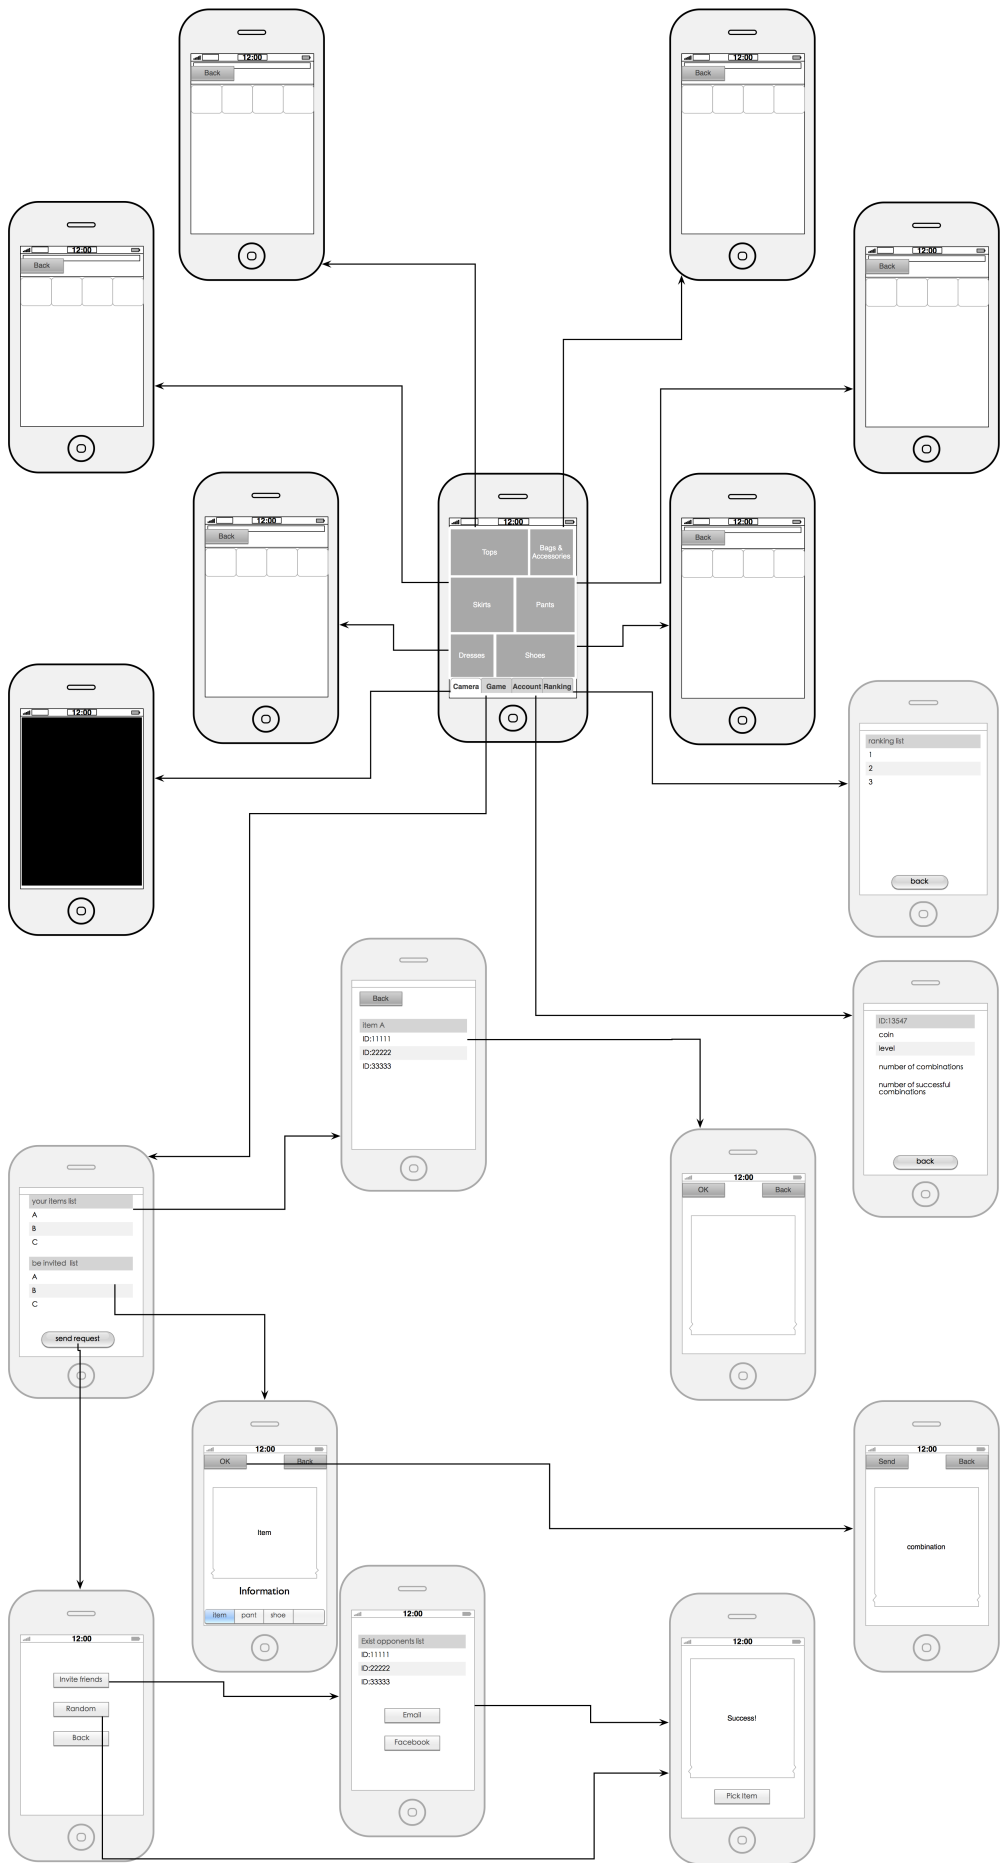 12:00
Back
12:00
Back
12:00
Back
12:00
Back
12:00
Back
12:00
Tops
Bags &
Accessories
Skirts
Pants
Dresses
Shoes
Camera
Game
Account
Ranking
12:00
Back
12:00
ranking list
1
2
3
back
Back
item A
ID:11111
ID:22222
ID:33333
ID:13547
coin
level
number of combinations
number of successful
combinations
back
your items list
A
B
C
be invited list
A
B
C
send request
12:00
OK
Back
12:00
OK
Back
Item
Information
item
pant
shoe
12:00
Send
Back
combination
12:00
Invite friends
Random
Back
12:00
Exist opponents list
ID:11111
ID:22222
ID:33333
Email
Facebook
12:00
Success!
Pick Item